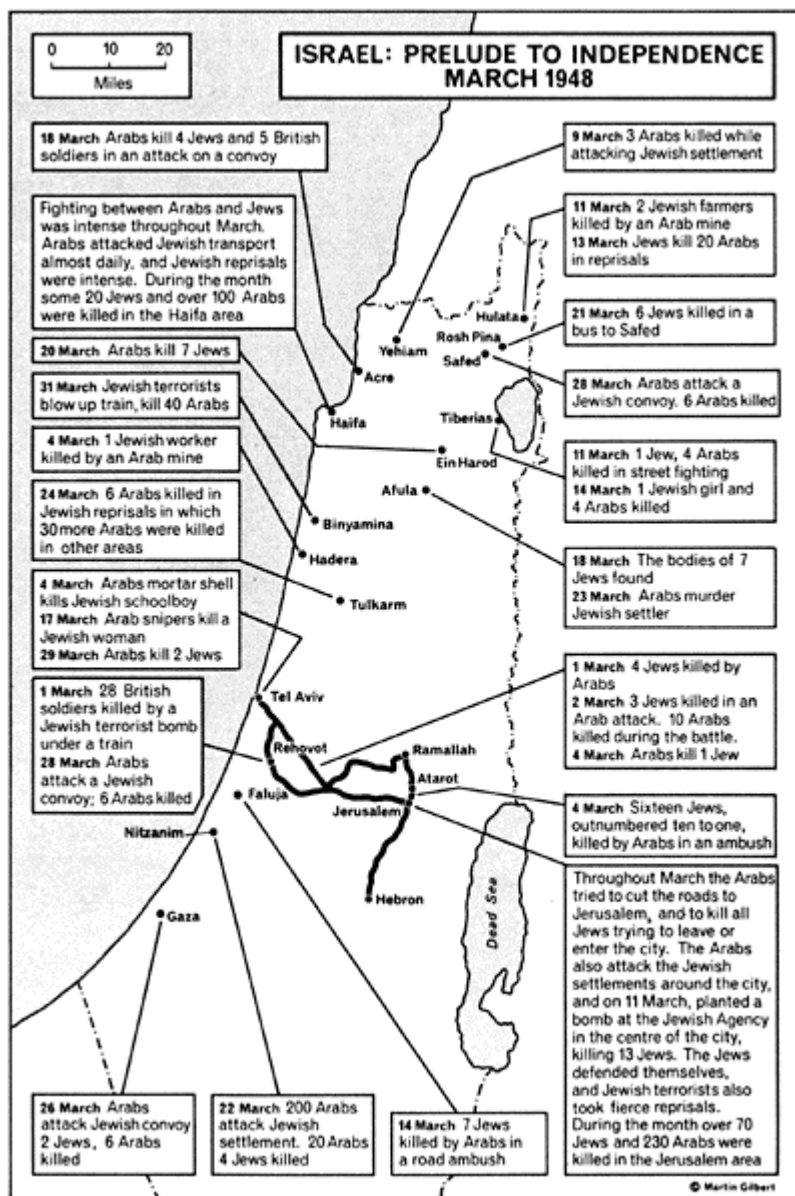 ISRAEL: PRELUDE TO INDEPENDENCE
MARCH 1948
0 10 20
Miles
18 March Arabs kill 4 Jews and 5 British
soldiers in an attack on a convoy
9 March 3 Arabs killed while
attacking Jewish settlement
Fighting between Arabs and Jews
was intense throughout March.
Arabs attacked Jewish transport
almost daily, and Jewish reprisals
were intense. During the month
some 20 Jews and over 100 Arabs
were killed in the Haifa area
11 March 2 Jewish farmers
killed by an Arab mine
13 March Jews kill 20 Arabs
in reprisals
20 March Arabs kill 7 Jews
21 March 6 Jews killed in a
bus to Safed
31 March Jewish terrorists
blow up train, kill 40 Arabs
28 March Arabs attack a
Jewish convoy. 6 Arabs killed
4 March 1 Jewish worker
killed by an Arab mine
11 March 1 Jew, 4 Arabs
killed in street fighting
14 March 1 Jewish girl and
4 Arabs killed
24 March 6 Arabs killed in
Jewish reprisals in which
30 more Arabs were killed
in other areas
18 March The bodies of 7
Jews found
23 March Arabs murder
Jewish settler
4 March Arabs mortar shell
kills Jewish schoolboy
17 March Arab snipers kill a
Jewish woman
29 March Arabs kill 2 Jews
1 March 4 Jews killed by
Arabs
2 March 3 Jews killed in an
Arab attack. 10 Arabs
killed during the battle.
4 March Arabs kill 1 Jew
1 March 28 British
soldiers killed by a
Jewish terrorist bomb
under a train
28 March Arabs
attack a Jewish
convoy; 6 Arabs killed
4 March Sixteen Jews,
outnumbered ten to one,
killed by Arabs in an ambush
Throughout March the Arabs
tried to cut the roads to
Jerusalem, and to kill all
Jews trying to leave or
enter the city. The Arabs
also attack the Jewish
settlements around the city,
and on 11 March, planted a
bomb at the Jewish Agency
in the centre of the city,
killing 13 Jews. The Jews
defended themselves,
and Jewish terrorists also
took fierce reprisals.
During the month over 70
Jews and 230 Arabs were
killed in the Jerusalem area
26 March Arabs
attack Jewish convoy
2 Jews, 6 Arabs
killed
22 March 200 Arabs
attack Jewish
settlement. 20 Arabs
4 Jews killed
14 March 7 Jews
killed by Arabs in
a road ambush
Hulata
Rosh Pina
Yehiam
Safed
Acre
Haifa
Tiberias
Ein Harod
Afula
Binyamina
Hadera
Tulkarm
Tel Aviv
Rehovot
Ramallah
Atarot
Faluja
Jerusalem
Nitzanim
Hebron
Gaza
Dead Sea
© Martin Gilbert